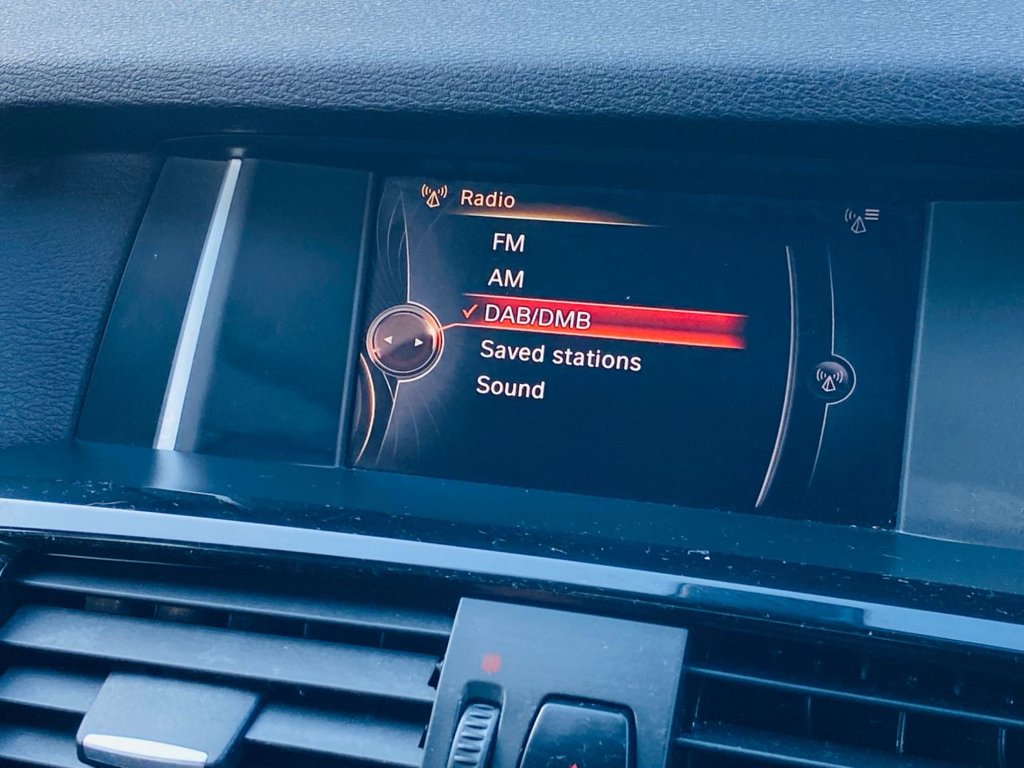 Radio
FM
AM
✓ DAB/DMB
Saved stations
Sound